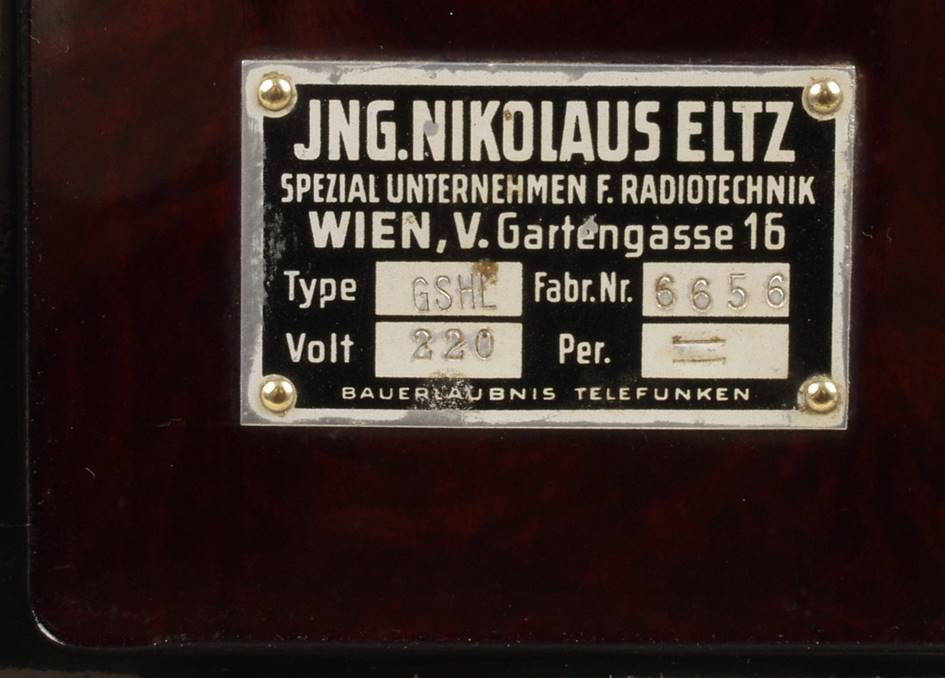 JNG.NIKOLAUS ELTZ
SPEZIAL UNTERNEHMEN F. RADIOTECHNIK
WIEN, V. Gartengasse 16
Type GSHL Fabr.Nr. 6656
Volt 220 Per. =
BAUERLAUBNIS TELEFUNKEN